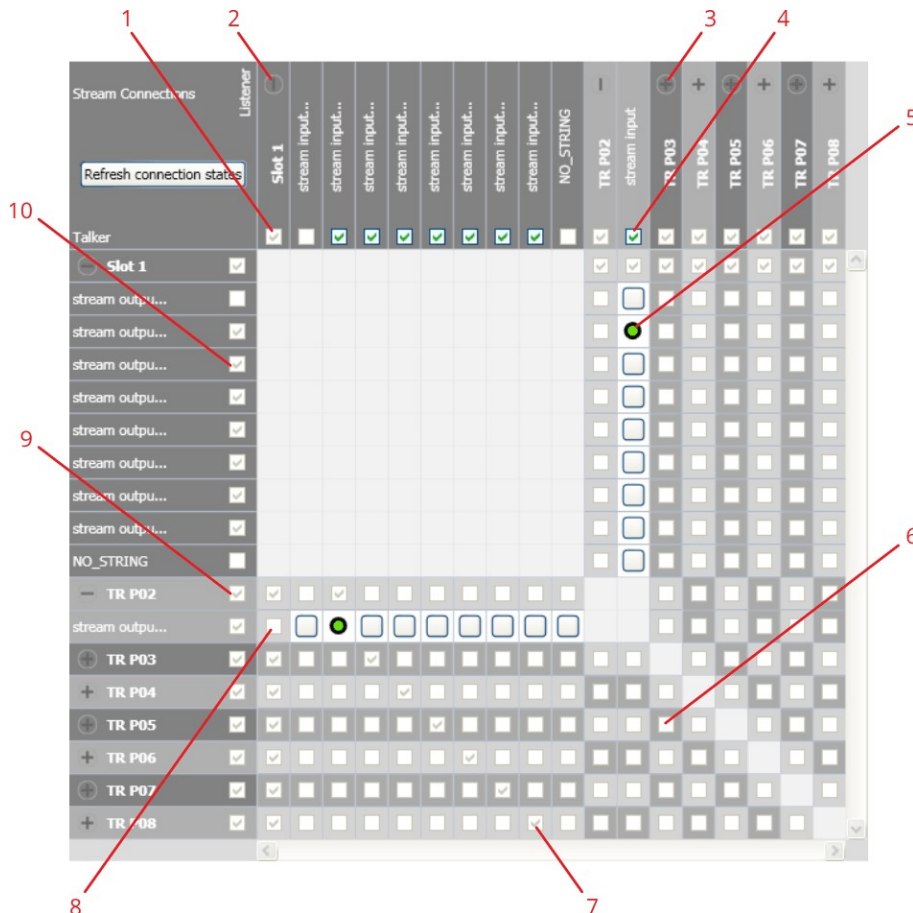 1
2
3
4
5
6
7
8
9
10
Stream Connections
Refresh connection states
Listener
Talker
Slot 1
stream input...
stream input...
stream input...
stream input...
stream input...
stream input...
stream input...
stream input...
NO_STRING
TR P02
stream input
TR P03
TR P04
TR P05
TR P06
TR P07
TR P08
Slot 1
stream outpu...
stream outpu...
stream outpu...
stream outpu...
stream outpu...
stream outpu...
stream outpu...
stream outpu...
NO_STRING
TR P02
stream outpu...
TR P03
TR P04
TR P05
TR P06
TR P07
TR P08